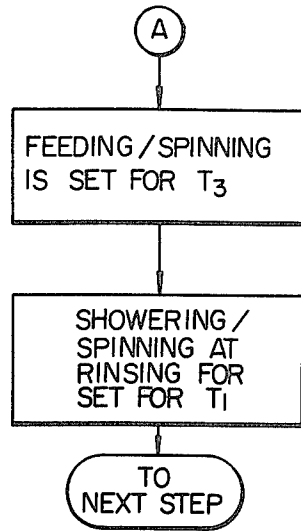 A
FEEDING/SPINNING
IS SET FOR T3
SHOWERING/
SPINNING AT
RINSING FOR
SET FOR T1
TO
NEXT STEP